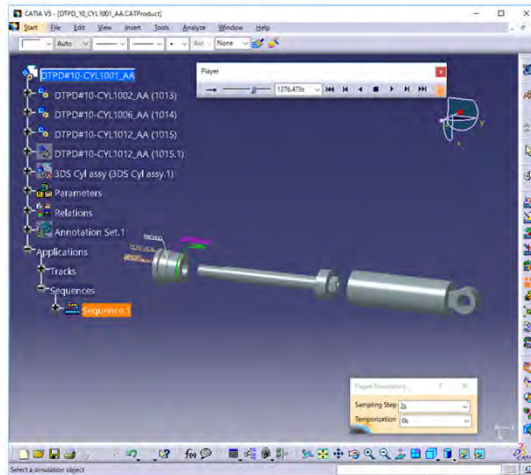 CATIA V5 - [DTPD_10_CYL1001_AA.CATProduct]
Start File Edit View Insert Tools Analyze Window Help
Auto None
Player
1376.473s
DTPD#10-CYL1001_AA
DTPD#10-CYL1002_AA (1013)
DTPD#10-CYL1006_AA (1014)
DTPD#10-CYL1012_AA (1015)
DTPD#10-CYL1012_AA (1015.1)
3DS Cyl assy (3DS Cyl assy.1)
Parameters
Relations
Annotation Set.1
Applications
Tracks
Sequences
Sequence.1
Player Parameters
Sampling Step 2s
Temporization 0s
Select a simulation object